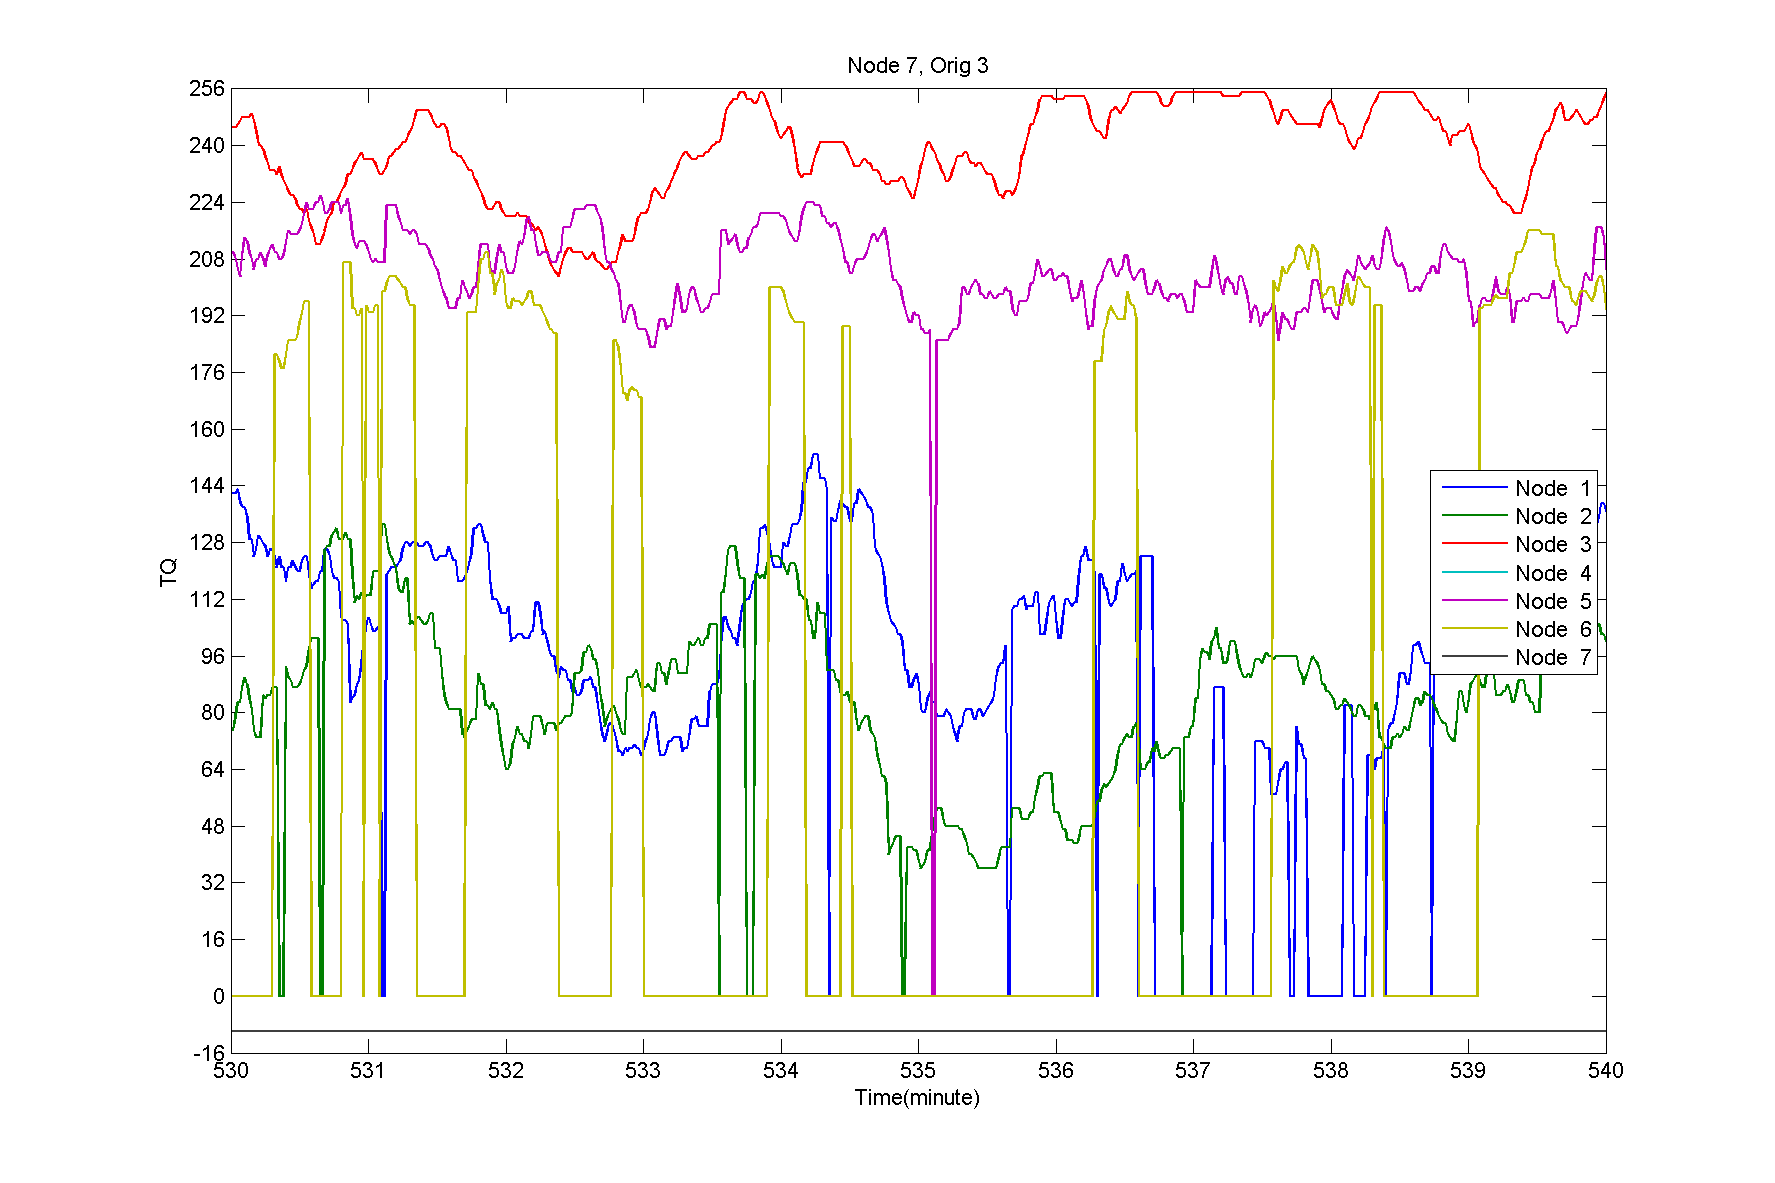 Node 7, Orig 3
256
240
224
208
192
176
160
144
128
112
96
80
64
48
32
16
0
-16
TQ
530 531 532 533 534 535 536 537 538 539 540
Time(minute)
Node 1
Node 2
Node 3
Node 4
Node 5
Node 6
Node 7